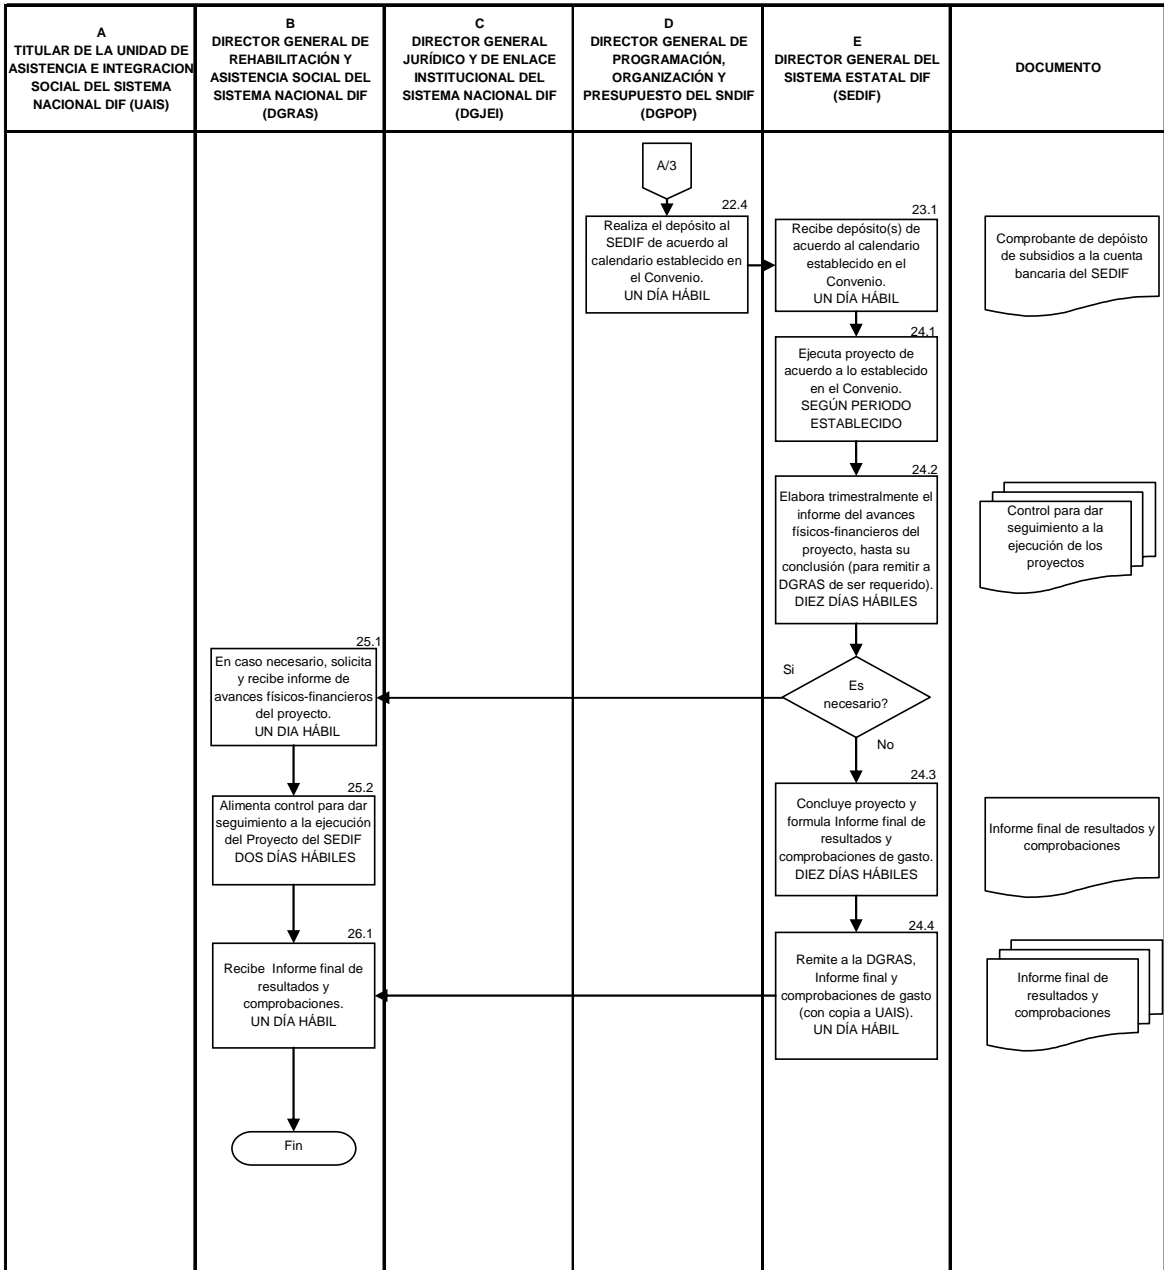 A
TITULAR DE LA UNIDAD DE
ASISTENCIA E INTEGRACION
SOCIAL DEL SISTEMA
NACIONAL DIF (UAIS)
B
DIRECTOR GENERAL DE
REHABILITACIÓN Y
ASISTENCIA SOCIAL DEL
SISTEMA NACIONAL DIF
(DGRAS)
C
DIRECTOR GENERAL
JURÍDICO Y DE ENLACE
INSTITUCIONAL DEL
SISTEMA NACIONAL DIF
(DGJEI)
D
DIRECTOR GENERAL DE
PROGRAMACIÓN,
ORGANIZACIÓN Y
PRESUPUESTO DEL SNDIF
(DGPOP)
E
DIRECTOR GENERAL DEL
SISTEMA ESTATAL DIF
(SEDIF)
DOCUMENTO
A/3
22.4
Realiza el depósito al
SEDIF de acuerdo al
calendario establecido en
el Convenio.
UN DÍA HÁBIL
23.1
Recibe depósito(s) de
acuerdo al calendario
establecido en el
Convenio.
UN DÍA HÁBIL
Comprobante de depóisto
de subsidios a la cuenta
bancaria del SEDIF
24.1
Ejecuta proyecto de
acuerdo a lo establecido
en el Convenio.
SEGÚN PERIODO
ESTABLECIDO
24.2
Elabora trimestralmente el
informe del avances
físicos-financieros del
proyecto, hasta su
conclusión (para remitir a
DGRAS de ser requerido).
DIEZ DÍAS HÁBILES
Control para dar
seguimiento a la
ejecución de los
proyectos
Es
necesario?
Si
No
25.1
En caso necesario, solicita
y recibe informe de
avances físicos-financieros
del proyecto.
UN DIA HÁBIL
25.2
Alimenta control para dar
seguimiento a la ejecución
del Proyecto del SEDIF
DOS DÍAS HÁBILES
24.3
Concluye proyecto y
formula Informe final de
resultados y
comprobaciones de gasto.
DIEZ DÍAS HÁBILES
Informe final de resultados y
comprobaciones
26.1
Recibe Informe final de
resultados y
comprobaciones.
UN DÍA HÁBIL
24.4
Remite a la DGRAS,
Informe final y
comprobaciones de gasto
(con copia a UAIS).
UN DÍA HÁBIL
Informe final de
resultados y
comprobaciones
Fin